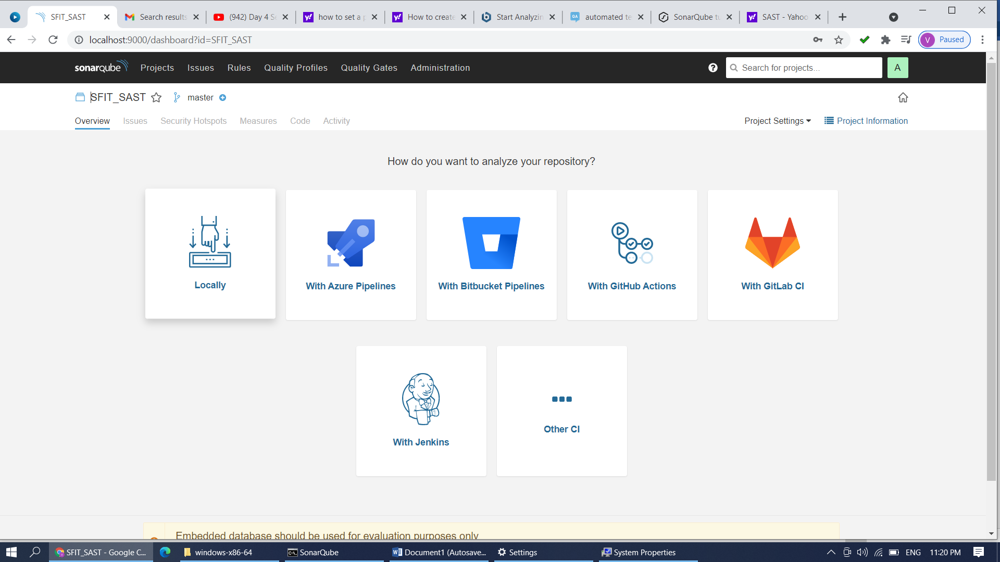 SFIT_SAST
Search results
(942) Day 4 Se
how to set a p
How to create
Start Analyzin
automated te
SonarQube tu
SAST - Yahoo
localhost:9000/dashboard?id=SFIT_SAST
V Paused
sonarqube Projects Issues Rules Quality Profiles Quality Gates Administration
? Search for projects... A
SFIT_SAST master
Overview Issues Security Hotspots Measures Code Activity Project Settings Project Information
How do you want to analyze your repository?
Locally
With Azure Pipelines
With Bitbucket Pipelines
With GitHub Actions
With GitLab CI
With Jenkins
Other CI
Embedded database should be used for evaluation purposes only
SFIT_SAST - Google C...
windows-x86-64
SonarQube
Document1 (Autosave...
Settings
System Properties
ENG
11:20 PM